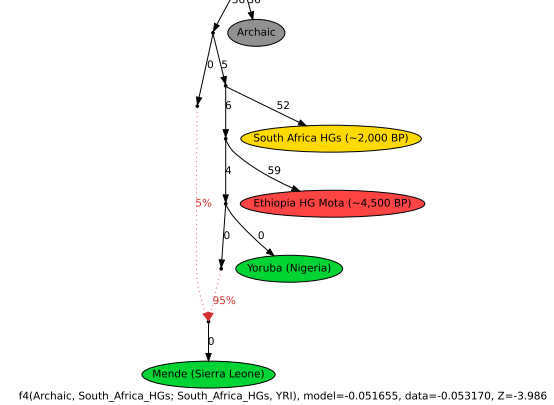 Archaic
0 5
6 52
South Africa HGs (~2,000 BP)
4 59
5%
Ethiopia HG Mota (~4,500 BP)
0 0
Yoruba (Nigeria)
95%
0
Mende (Sierra Leone)
f4(Archaic, South_Africa_HGs; South_Africa_HGs, YRI), model=-0.051655, data=-0.053170, Z=-3.986